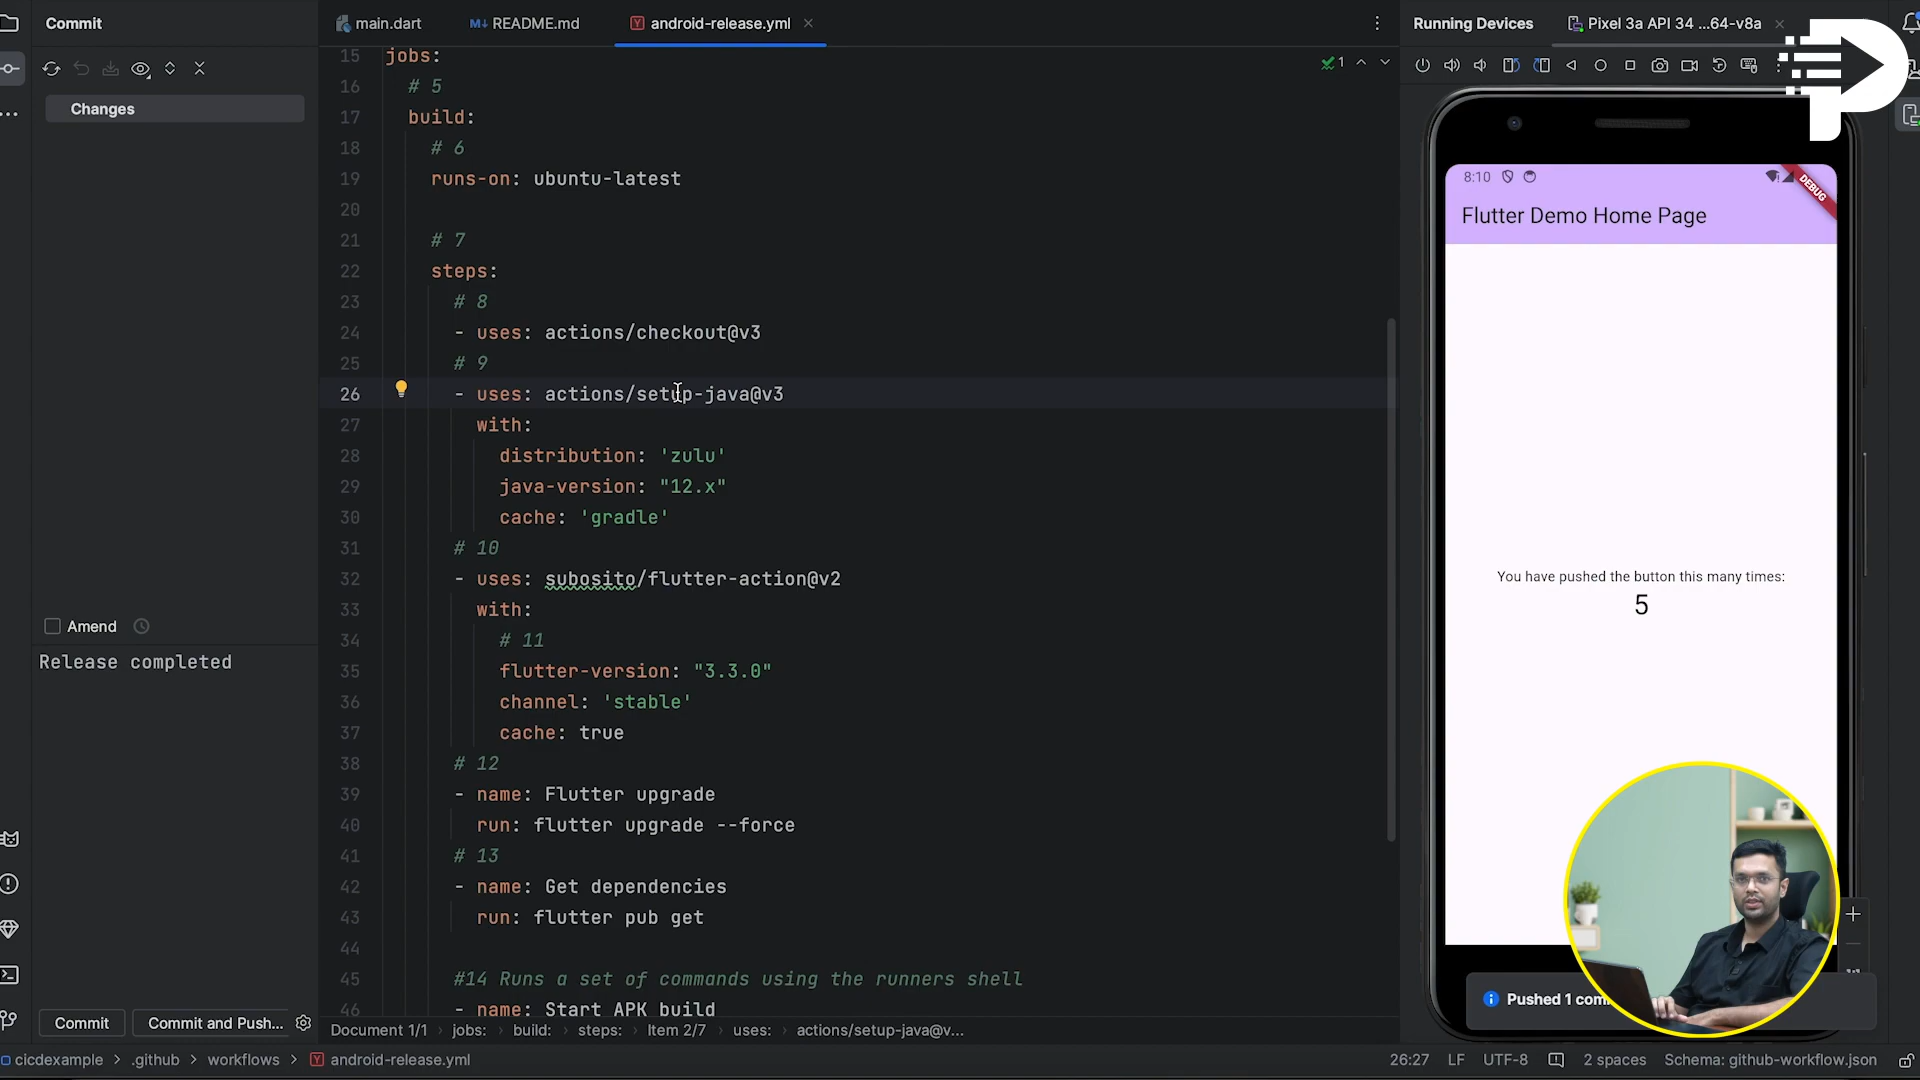 Commit
main.dart
M↓ README.md
Y android-release.yml
Running Devices
Pixel 3a API 34 ...64-v8a
1
Changes
15 jobs:
16 # 5
17 build:
18 # 6
19 runs-on: ubuntu-latest
20
21 # 7
22 steps:
23 # 8
24 - uses: actions/checkout@v3
25 # 9
26 - uses: actions/setup-java@v3
27 with:
28 distribution: 'zulu'
29 java-version: "12.x"
30 cache: 'gradle'
31 # 10
32 - uses: subosito/flutter-action@v2
33 with:
34 # 11
35 flutter-version: "3.3.0"
36 channel: 'stable'
37 cache: true
38 # 12
39 - name: Flutter upgrade
40 run: flutter upgrade --force
41 # 13
42 - name: Get dependencies
43 run: flutter pub get
44
45 #14 Runs a set of commands using the runners shell
46 - name: Start APK build
8:10
DEBUG
Flutter Demo Home Page
You have pushed the button this many times:
5
Amend
Release completed
Commit
Commit and Push...
Pushed 1 com
Document 1/1 › jobs: › build: › steps: › Item 2/7 › uses: › actions/setup-java@v...
cicdexample > .github > workflows > Y android-release.yml
26:27
LF
UTF-8
2 spaces
Schema: github-workflow.json